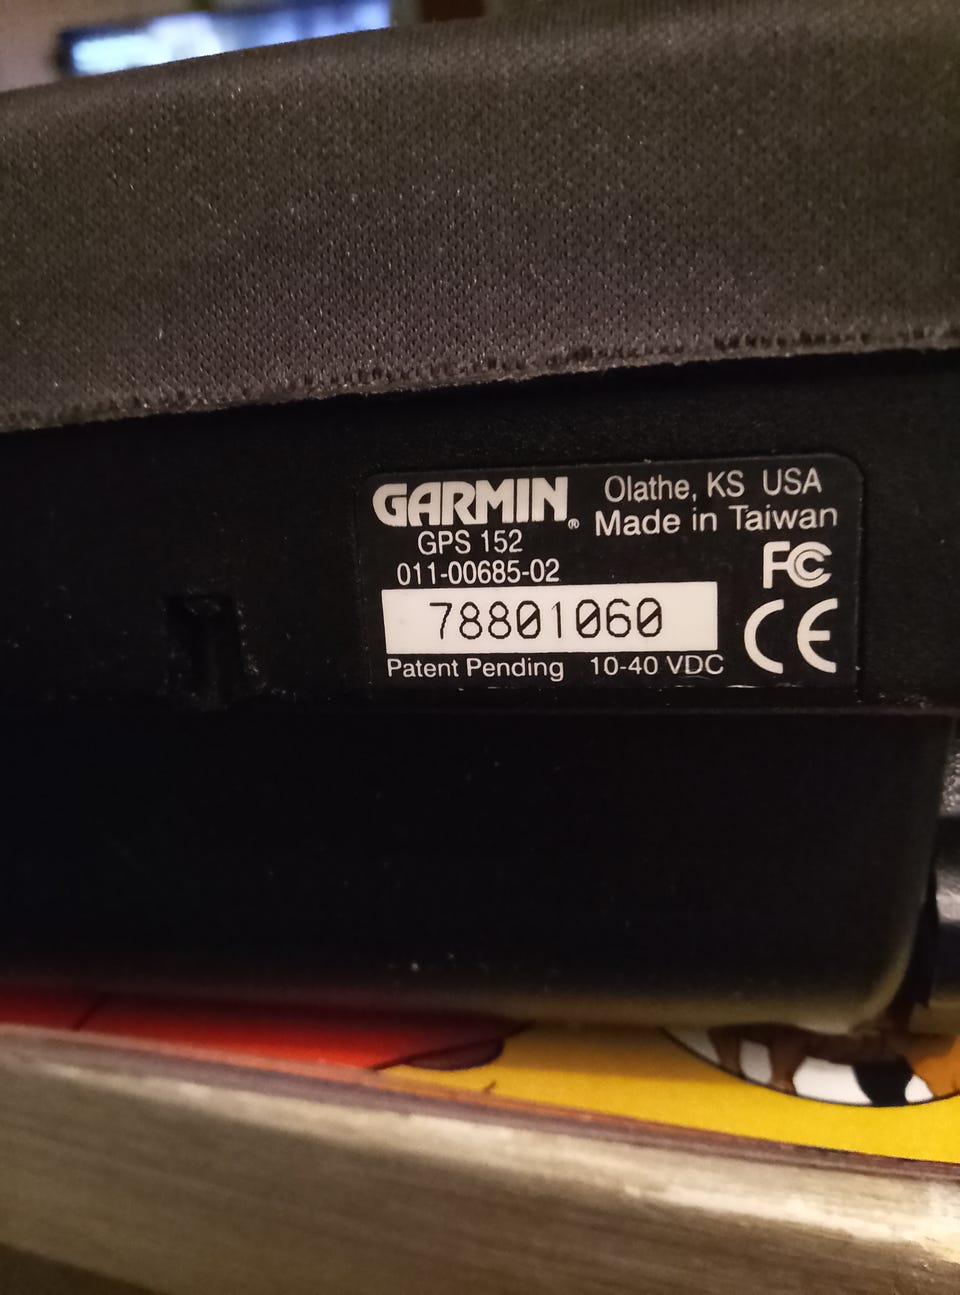 GARMIN®
Olathe, KS USA
Made in Taiwan
GPS 152
011-00685-02
FC
78801060
CE
Patent Pending 10-40 VDC